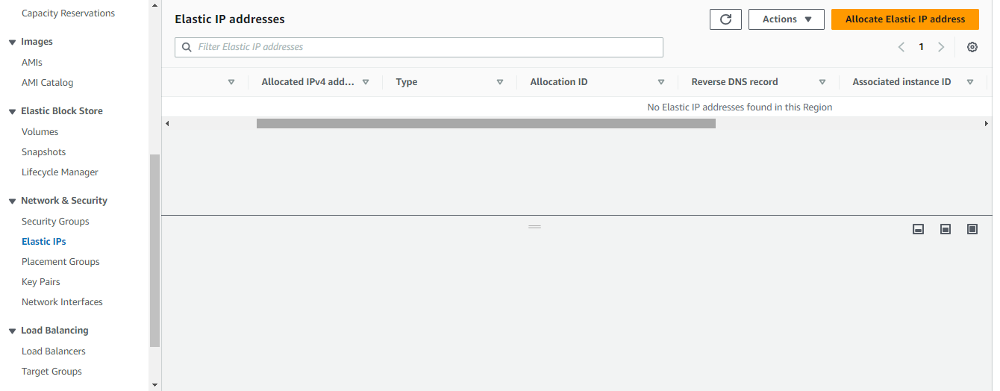 Capacity Reservations
Images
AMIs
AMI Catalog
Elastic Block Store
Volumes
Snapshots
Lifecycle Manager
Network & Security
Security Groups
Elastic IPs
Placement Groups
Key Pairs
Network Interfaces
Load Balancing
Load Balancers
Target Groups
Elastic IP addresses
Actions
Allocate Elastic IP address
Filter Elastic IP addresses
1
Allocated IPv4 add... Type Allocation ID Reverse DNS record Associated instance ID
No Elastic IP addresses found in this Region